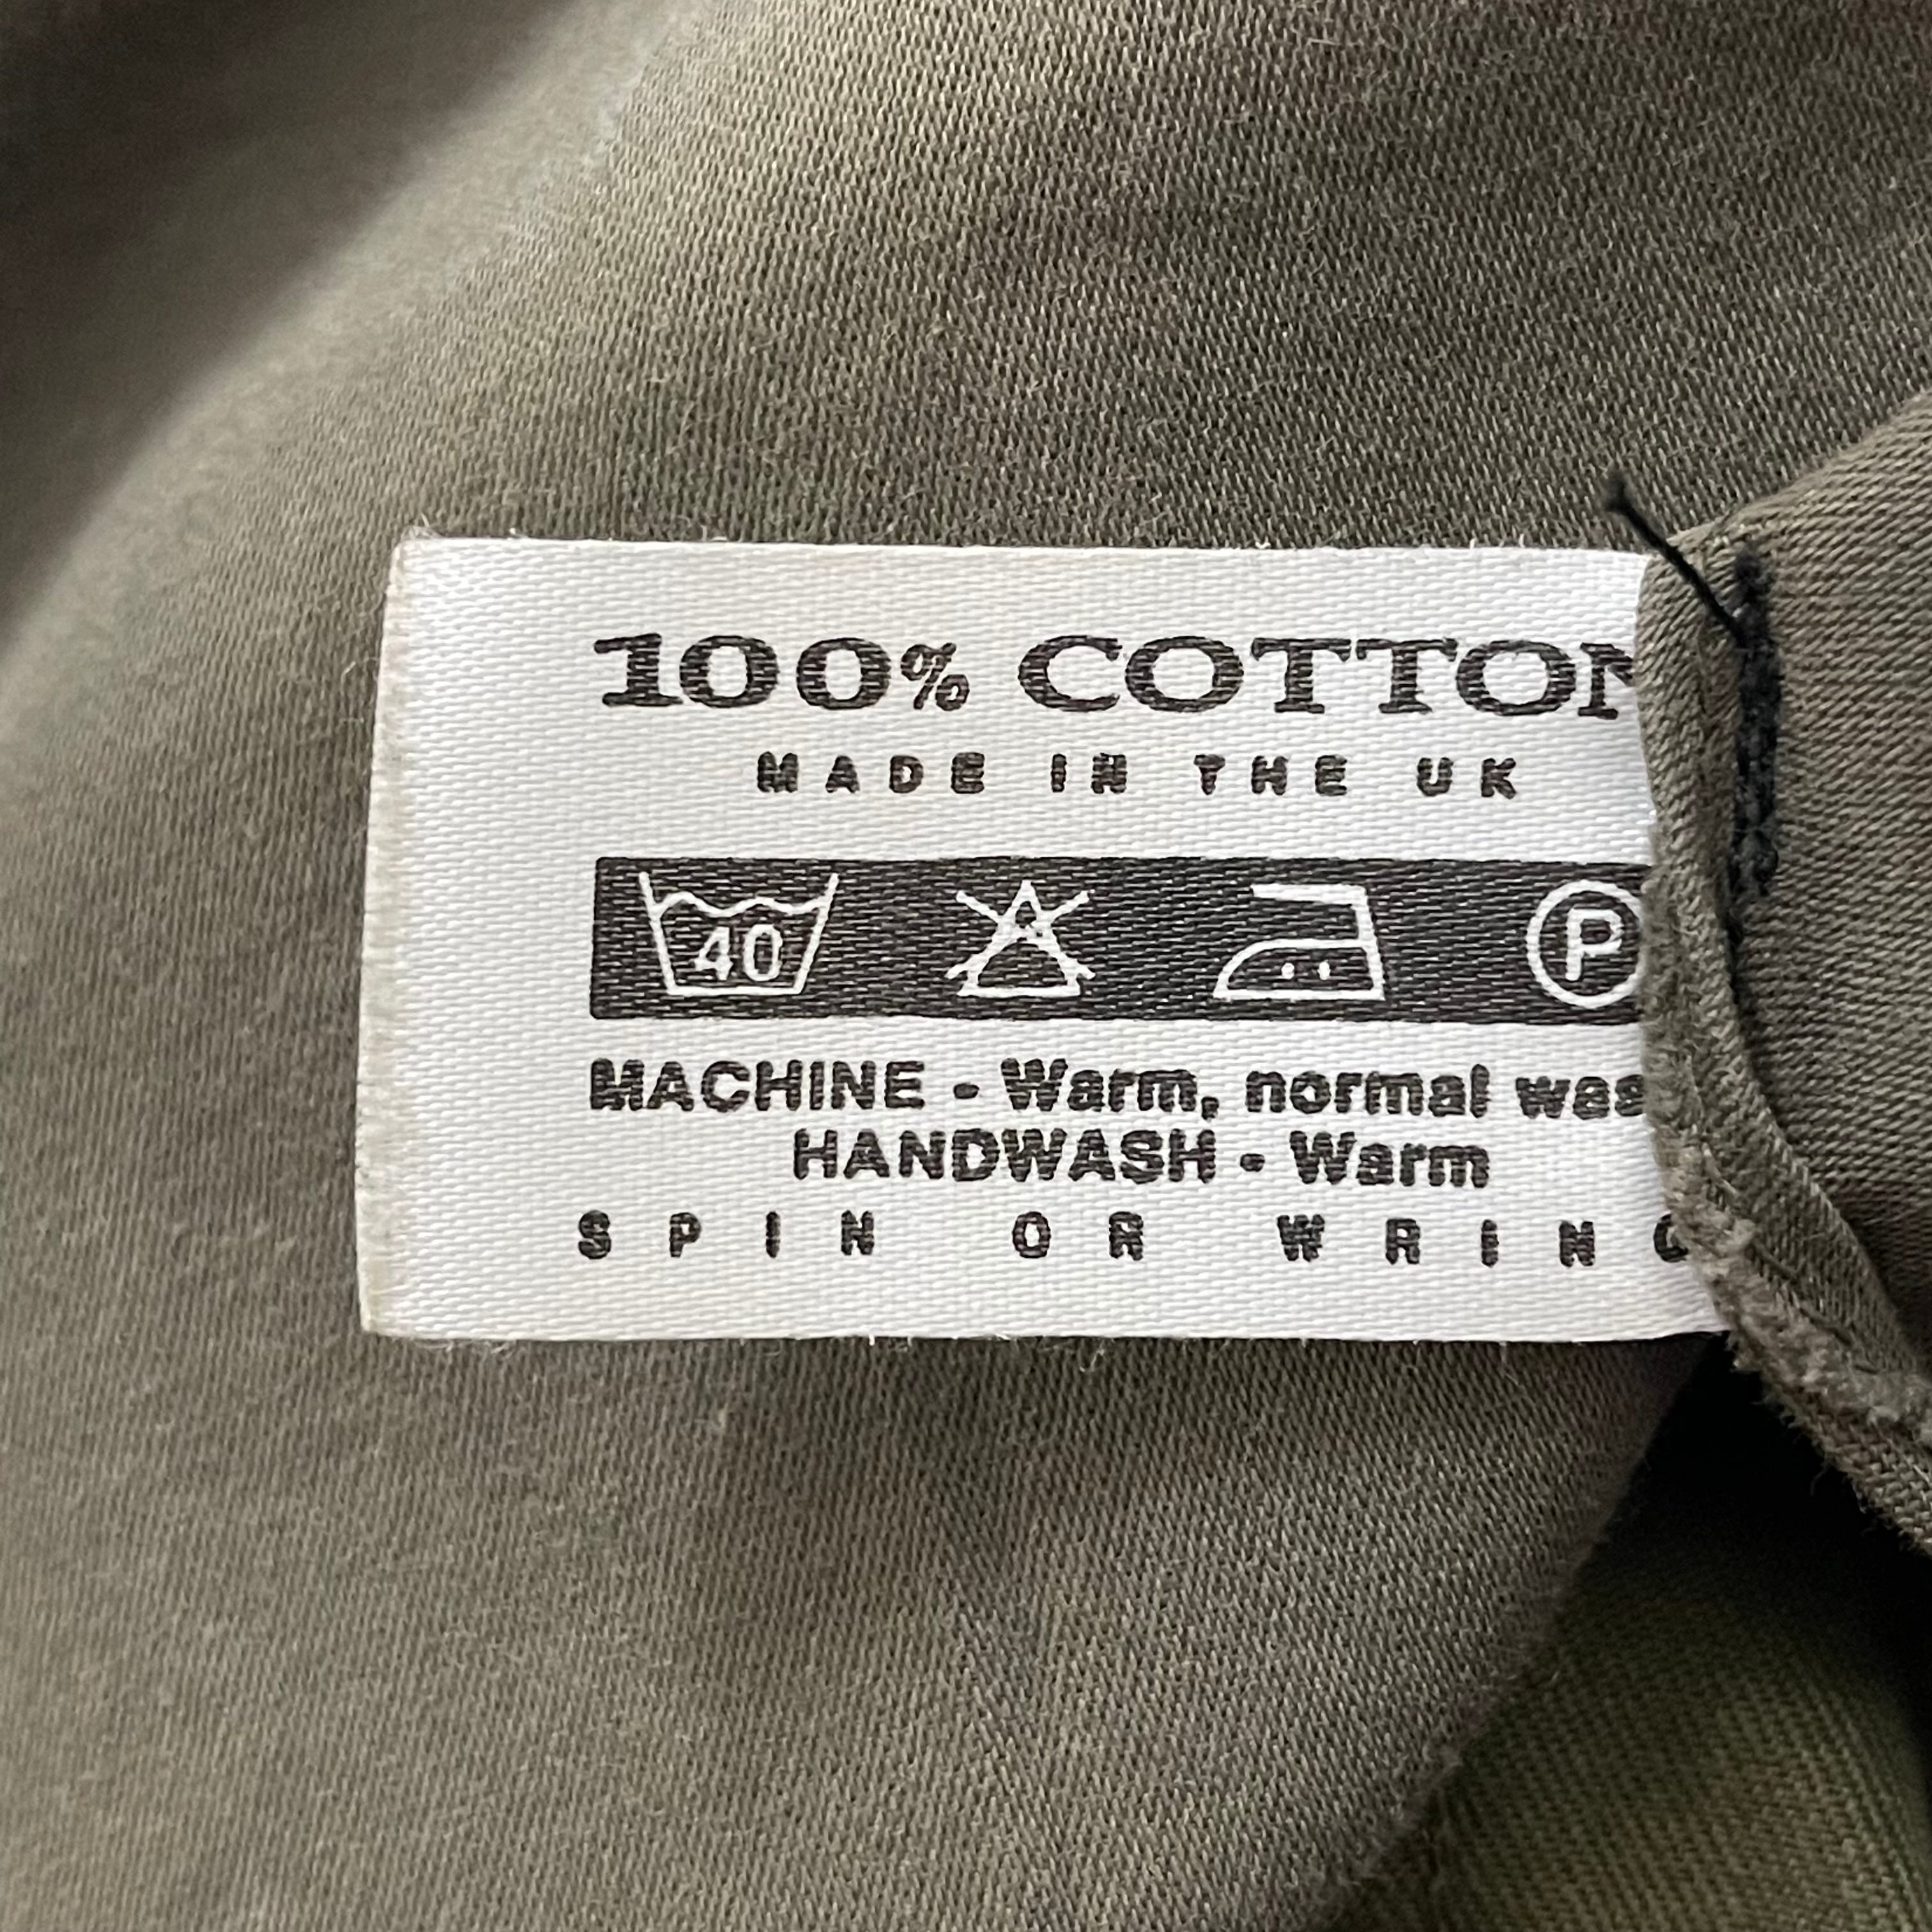 100% COTTON
MADE IN THE UK
40 P
MACHINE - Warm, normal was
HANDWASH - Warm
SPIN OR WRING